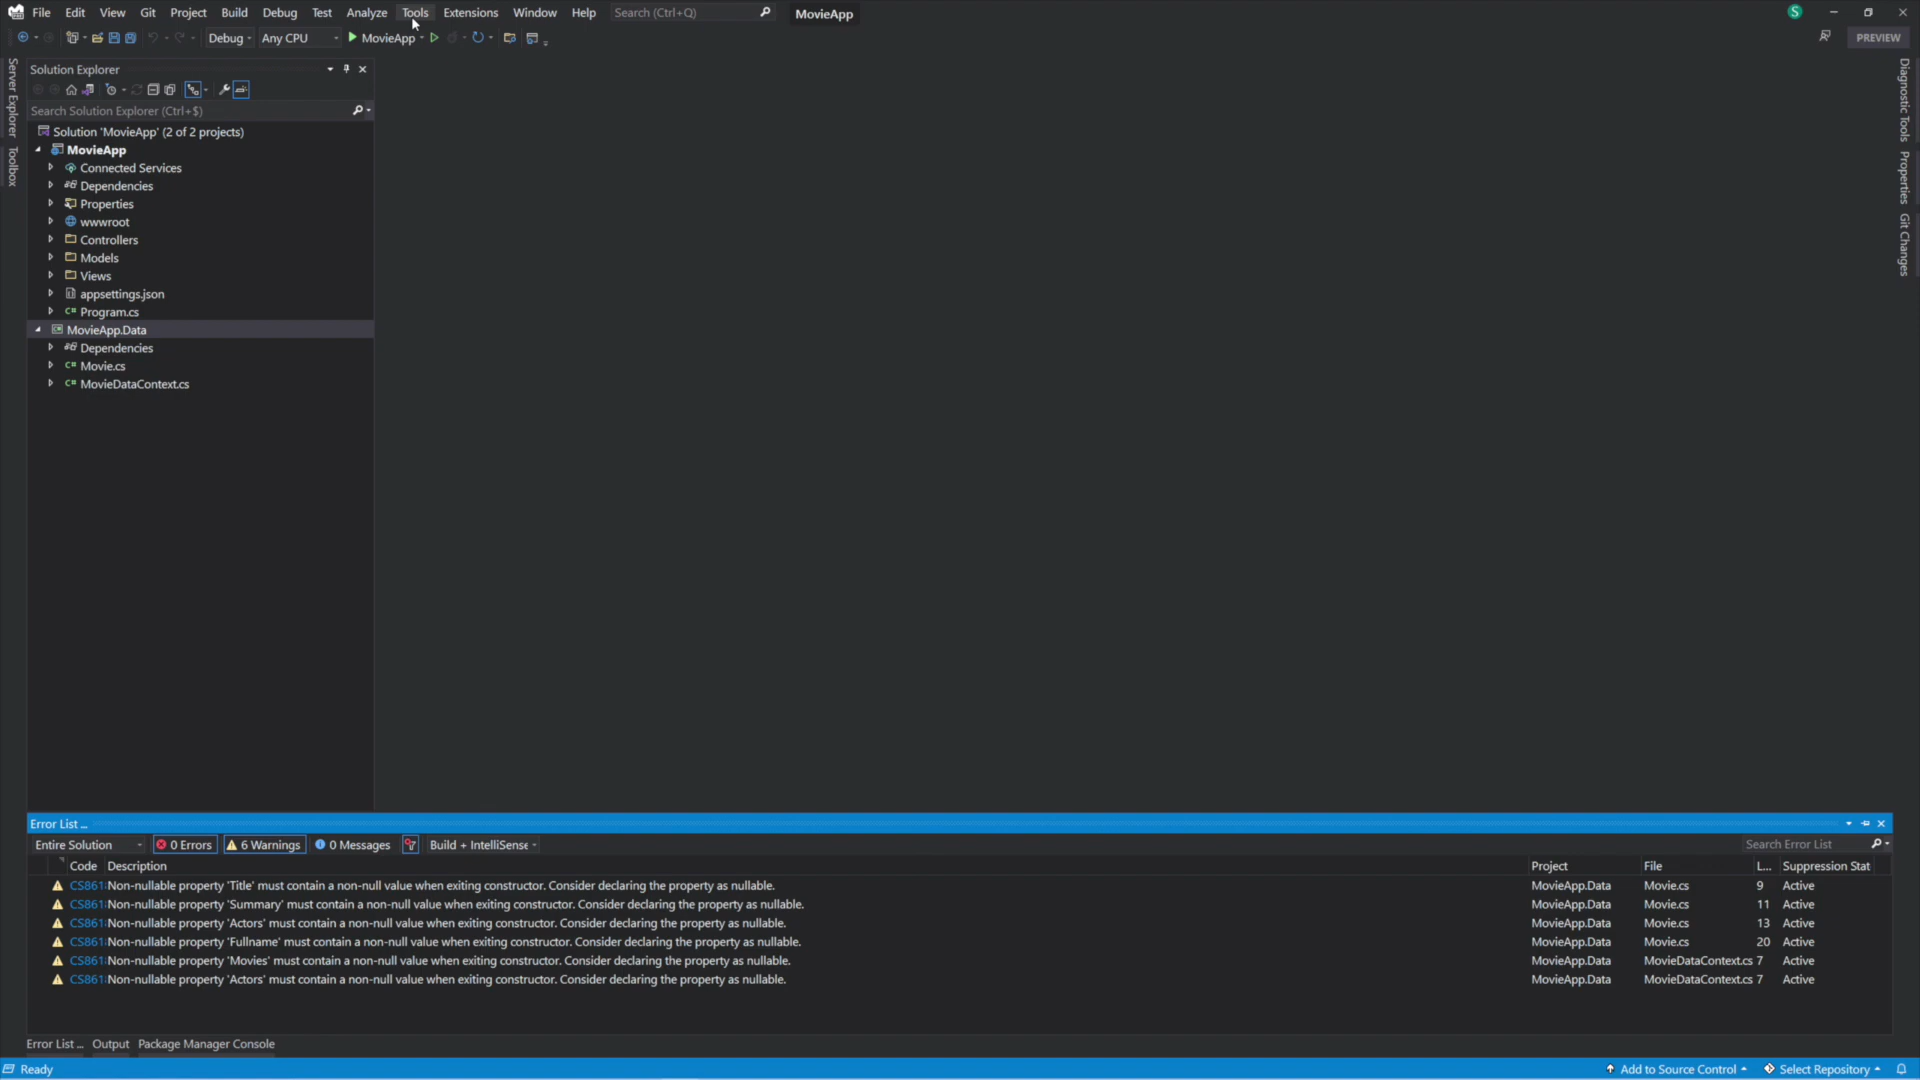 File Edit View Git Project Build Debug Test Analyze Tools Extensions Window Help Search (Ctrl+Q) MovieApp S
Debug Any CPU MovieApp PREVIEW
Server Explorer
Toolbox
Solution Explorer
Search Solution Explorer (Ctrl+$)
Solution 'MovieApp' (2 of 2 projects)
MovieApp
Connected Services
Dependencies
Properties
wwwroot
Controllers
Models
Views
appsettings.json
C# Program.cs
MovieApp.Data
Dependencies
C# Movie.cs
C# MovieDataContext.cs
Diagnostic Tools
Properties
Git Changes
Error List ...
Entire Solution 0 Errors 6 Warnings 0 Messages Build + IntelliSense Search Error List
Code Description Project File L... Suppression Stat
CS861 Non-nullable property 'Title' must contain a non-null value when exiting constructor. Consider declaring the property as nullable. MovieApp.Data Movie.cs 9 Active
CS861 Non-nullable property 'Summary' must contain a non-null value when exiting constructor. Consider declaring the property as nullable. MovieApp.Data Movie.cs 11 Active
CS861 Non-nullable property 'Actors' must contain a non-null value when exiting constructor. Consider declaring the property as nullable. MovieApp.Data Movie.cs 13 Active
CS861 Non-nullable property 'Fullname' must contain a non-null value when exiting constructor. Consider declaring the property as nullable. MovieApp.Data Movie.cs 20 Active
CS861 Non-nullable property 'Movies' must contain a non-null value when exiting constructor. Consider declaring the property as nullable. MovieApp.Data MovieDataContext.cs 7 Active
CS861 Non-nullable property 'Actors' must contain a non-null value when exiting constructor. Consider declaring the property as nullable. MovieApp.Data MovieDataContext.cs 7 Active
Error List ... Output Package Manager Console
Ready Add to Source Control Select Repository